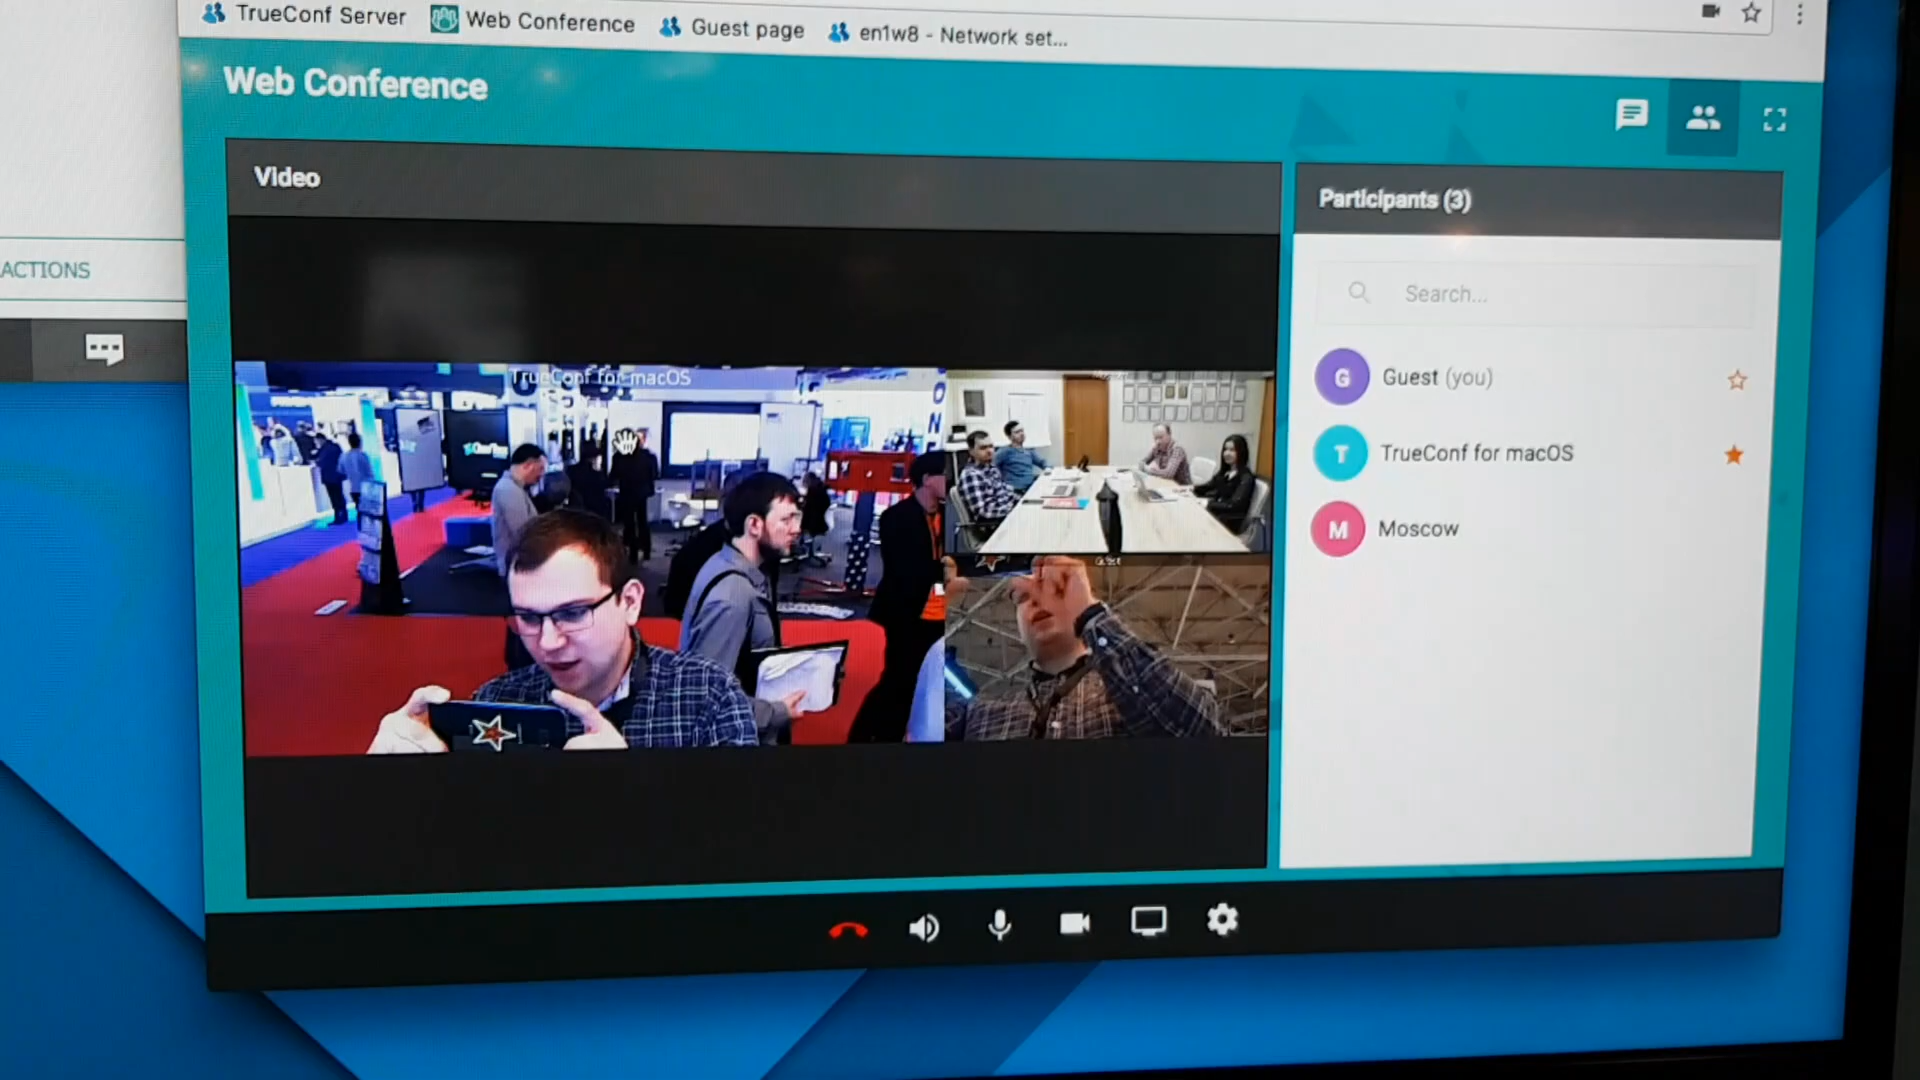 TrueConf Server
Web Conference
Guest page
en1w8 - Network set...
Web Conference
Video
Participants (3)
ACTIONS
Search...
TrueConf for macOS
G
Guest (you)
T
TrueConf for macOS
M
Moscow